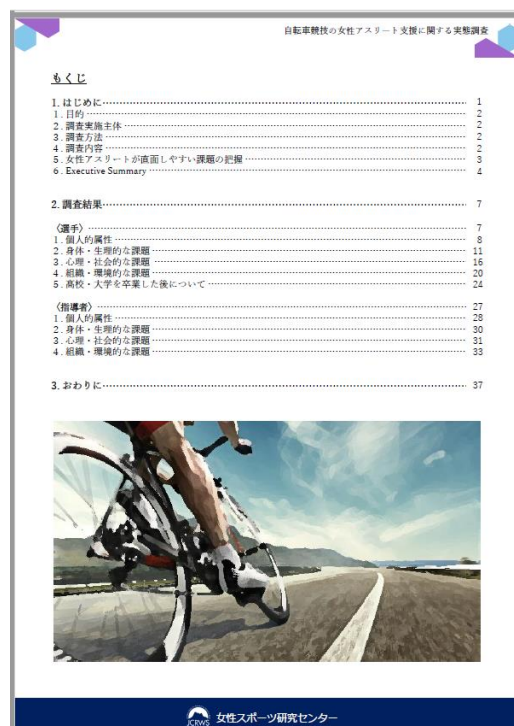 自転車競技の女性アスリート支援に関する実態調査
もくじ
1. はじめに…………………………………… 1
1. 目的…………………………………… 2
2. 調査実施主体…………………………………… 2
3. 調査方法…………………………………… 2
4. 調査内容…………………………………… 2
5. 女性アスリートが直面しやすい課題の把握…………………………………… 3
6. Executive Summary…………………………………… 4
2. 調査結果…………………………………… 7
〈選手〉…………………………………… 7
1. 個人的属性…………………………………… 8
2. 身体・生理的な課題…………………………………… 11
3. 心理・社会的な課題…………………………………… 16
4. 組織・環境的な課題…………………………………… 20
5. 高校・大学を卒業した後について…………………………………… 24
〈指導者〉…………………………………… 27
1. 個人的属性…………………………………… 28
2. 身体・生理的な課題…………………………………… 30
3. 心理・社会的な課題…………………………………… 31
4. 組織・環境的な課題…………………………………… 33
3. おわりに…………………………………… 37
JCRWS 女性スポーツ研究センター